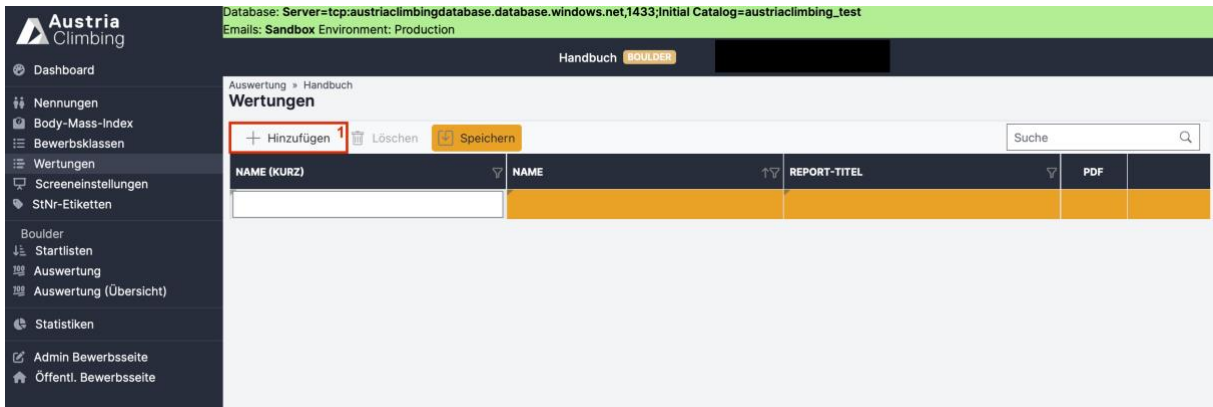 Austria
Climbing
Database: Server=tcp:austriaclimbingdatabase.database.windows.net,1433;Initial Catalog=austriaclimbing_test
Emails: Sandbox Environment: Production
Handbuch BOULDER
Dashboard
Nennungen
Body-Mass-Index
Bewerbsklassen
Wertungen
Screeneinstellungen
StNr-Etiketten
Boulder
Startlisten
Auswertung
Auswertung (Übersicht)
Statistiken
Admin Bewerbsseite
Öffentl. Bewerbsseite
Auswertung » Handbuch
Wertungen
Hinzufügen 1 Löschen Speichern Suche
NAME (KURZ) NAME REPORT-TITEL PDF